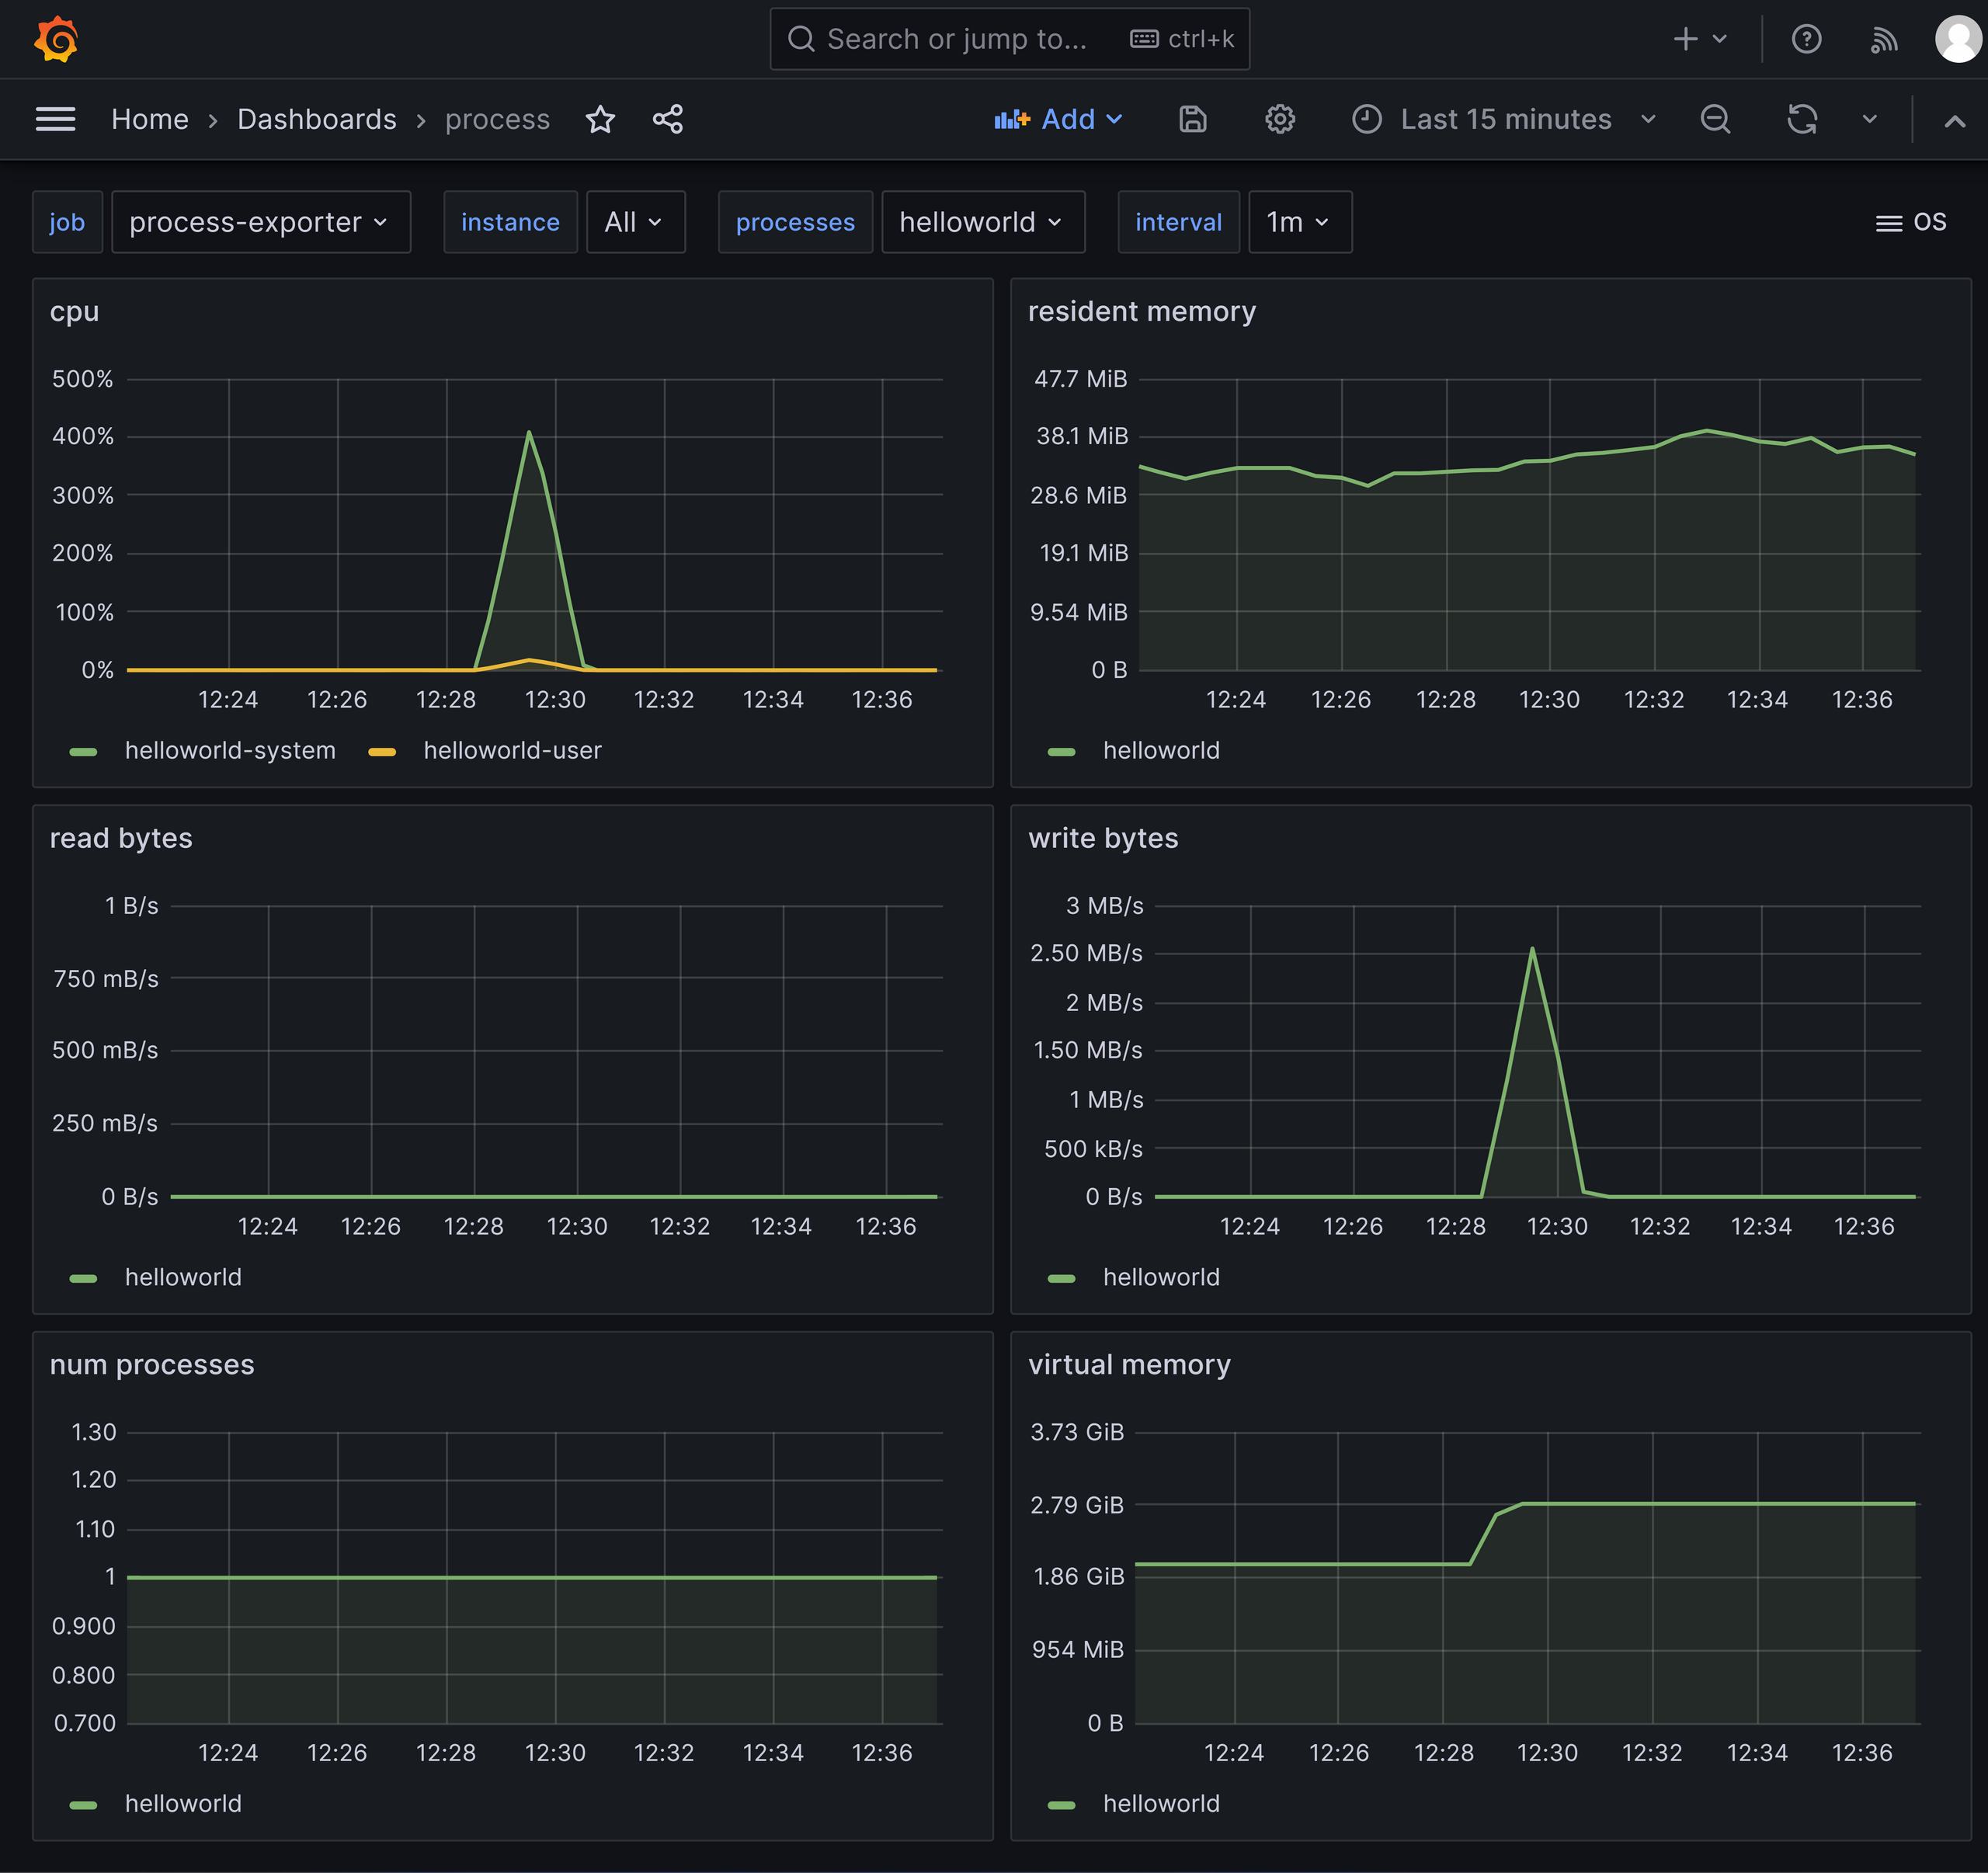 Search or jump to... ctrl+k
Home > Dashboards > process Add Last 15 minutes
job process-exporter instance All processes helloworld interval 1m OS
cpu
500%
400%
300%
200%
100%
0%
12:24 12:26 12:28 12:30 12:32 12:34 12:36
helloworld-system helloworld-user
resident memory
47.7 MiB
38.1 MiB
28.6 MiB
19.1 MiB
9.54 MiB
0 B
12:24 12:26 12:28 12:30 12:32 12:34 12:36
helloworld
read bytes
1 B/s
750 mB/s
500 mB/s
250 mB/s
0 B/s
12:24 12:26 12:28 12:30 12:32 12:34 12:36
helloworld
write bytes
3 MB/s
2.50 MB/s
2 MB/s
1.50 MB/s
1 MB/s
500 kB/s
0 B/s
12:24 12:26 12:28 12:30 12:32 12:34 12:36
helloworld
num processes
1.30
1.20
1.10
1
0.900
0.800
0.700
12:24 12:26 12:28 12:30 12:32 12:34 12:36
helloworld
virtual memory
3.73 GiB
2.79 GiB
1.86 GiB
954 MiB
0 B
12:24 12:26 12:28 12:30 12:32 12:34 12:36
helloworld